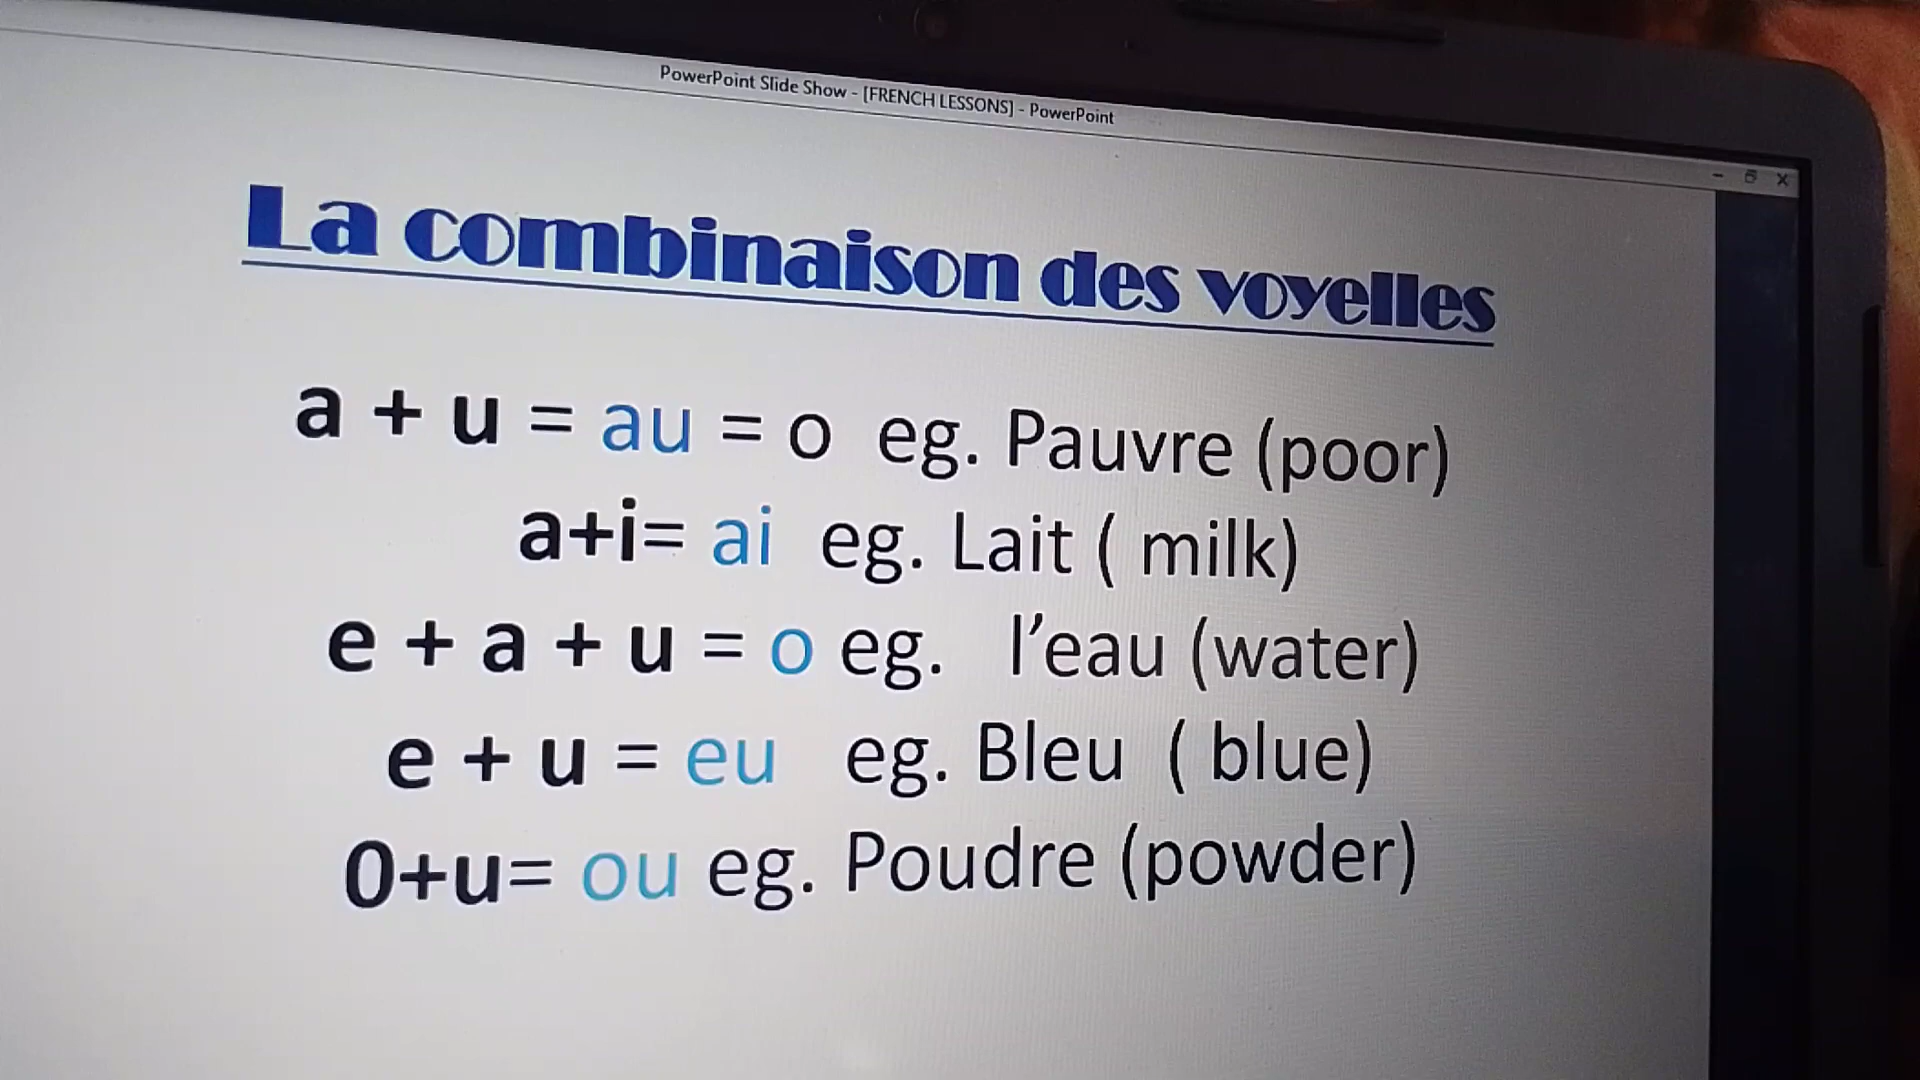 PowerPoint Slide Show - [FRENCH LESSONS] - PowerPoint
La combinaison des voyelles
a + u = au = o eg. Pauvre (poor)
a+i= ai eg. Lait ( milk)
e + a + u = o eg. l'eau (water)
e + u = eu eg. Bleu ( blue)
0+u= ou eg. Poudre (powder)